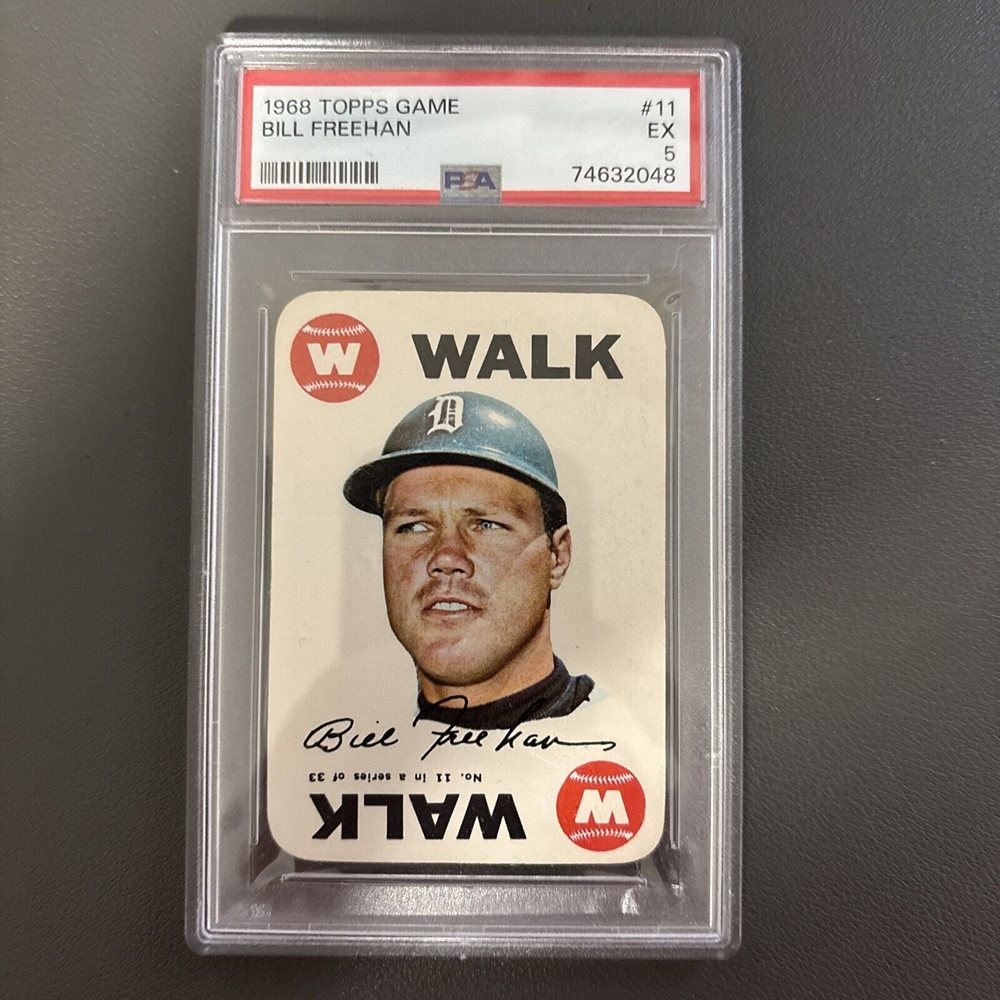 1968 TOPPS GAME #11
BILL FREEHAN EX
5
PSA 74632048
W WALK
D
Bill Freehan
No. 11 in a series of 33
WALK W